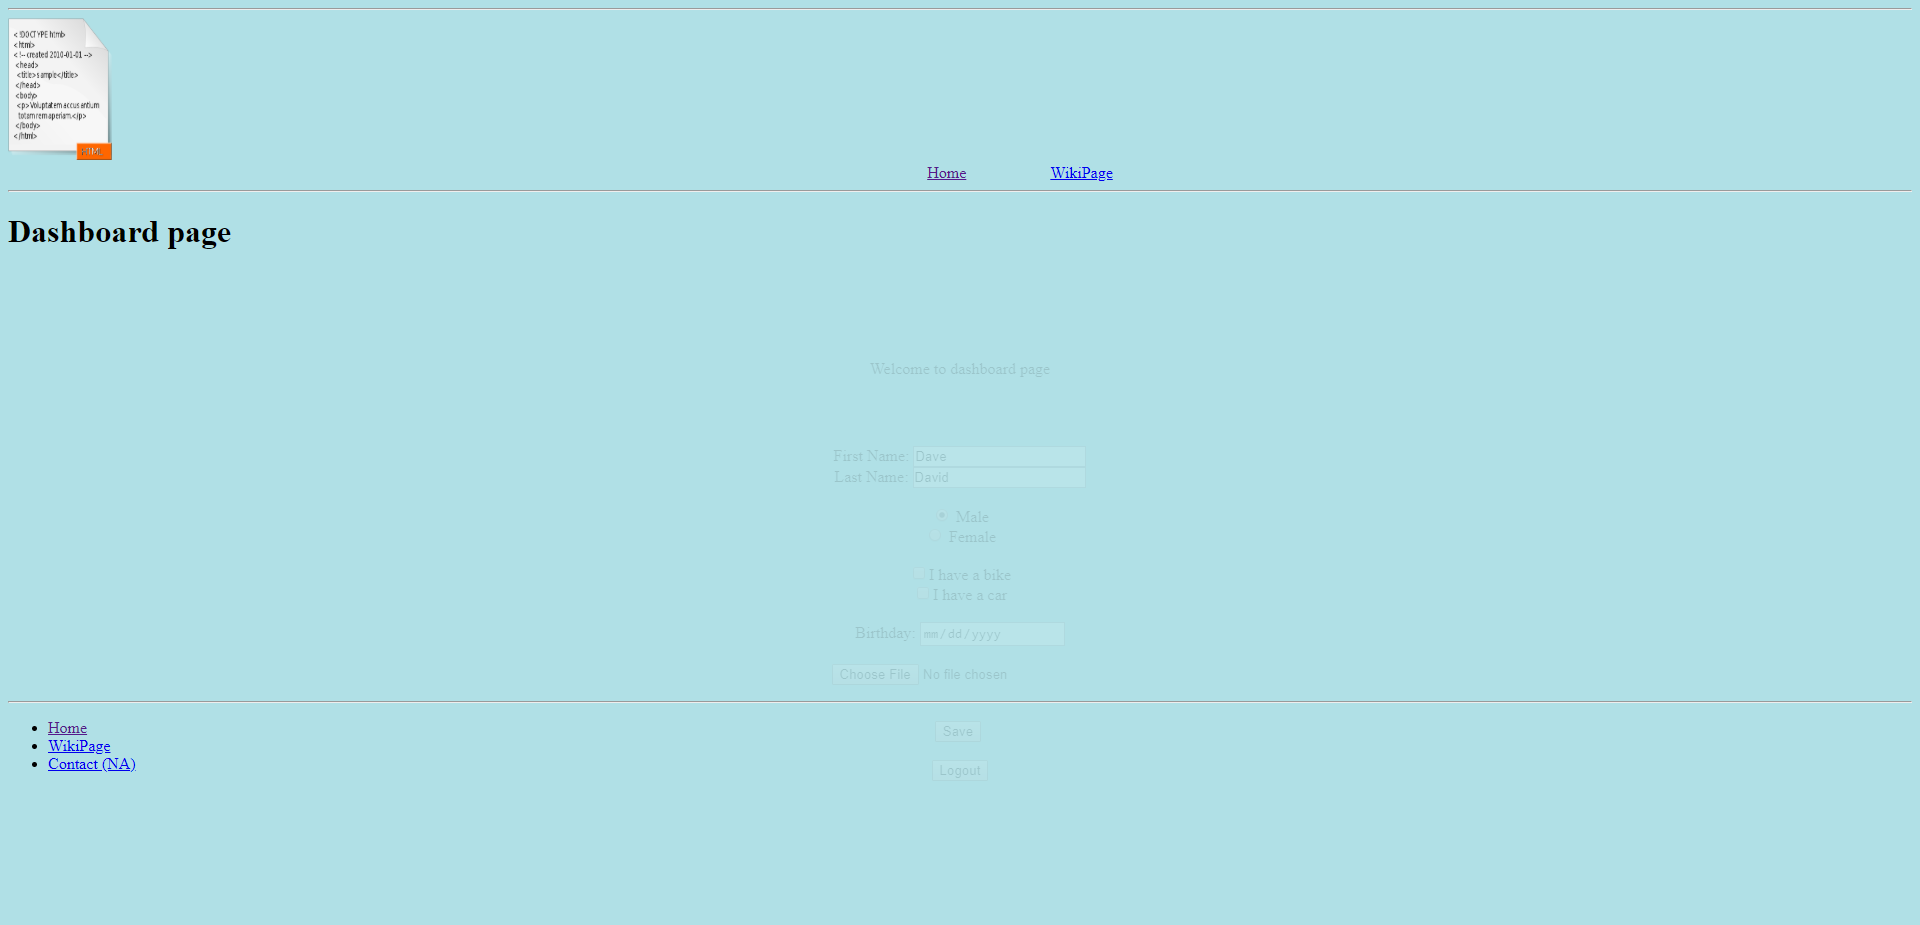 < !DOCTYPE html>
< html>
< !-- created 2010-01-01 -->
<head>
<title>sample</title>
</head>
<body>
<p>Voluptatem accusantium
totam rem aperiam.</p>
</body>
</html>
HTML
Home WikiPage
Dashboard page
Welcome to dashboard page
First Name: Dave
Last Name: David
Male
Female
I have a bike
I have a car
Birthday: mm/dd/yyyy
Choose File No file chosen
Home
WikiPage
Contact (NA)
Save
Logout